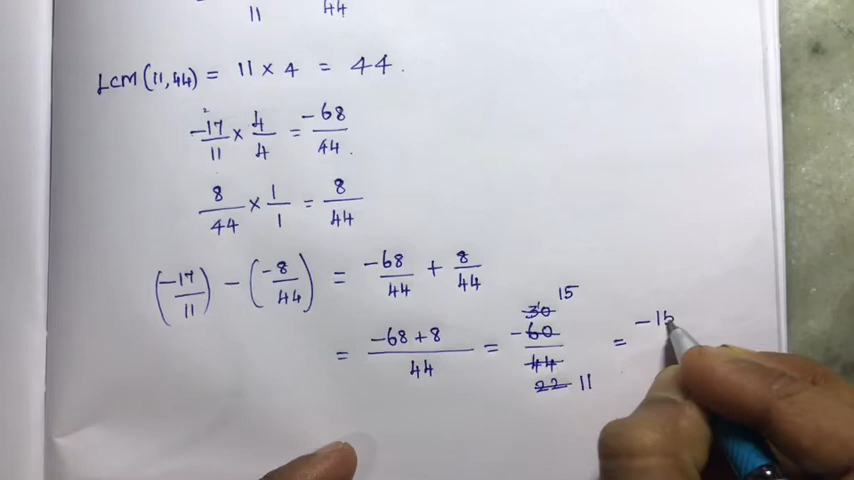 11 44
LCM (11,44) = 11 × 4 = 44.
-17/11 × 4/4 = -68/44.
8/44 × 1/1 = 8/44
(-17/11) - (-8/44) = -68/44 + 8/44
= -68+8/44 = 15 30 -60/44 22 11 = -15